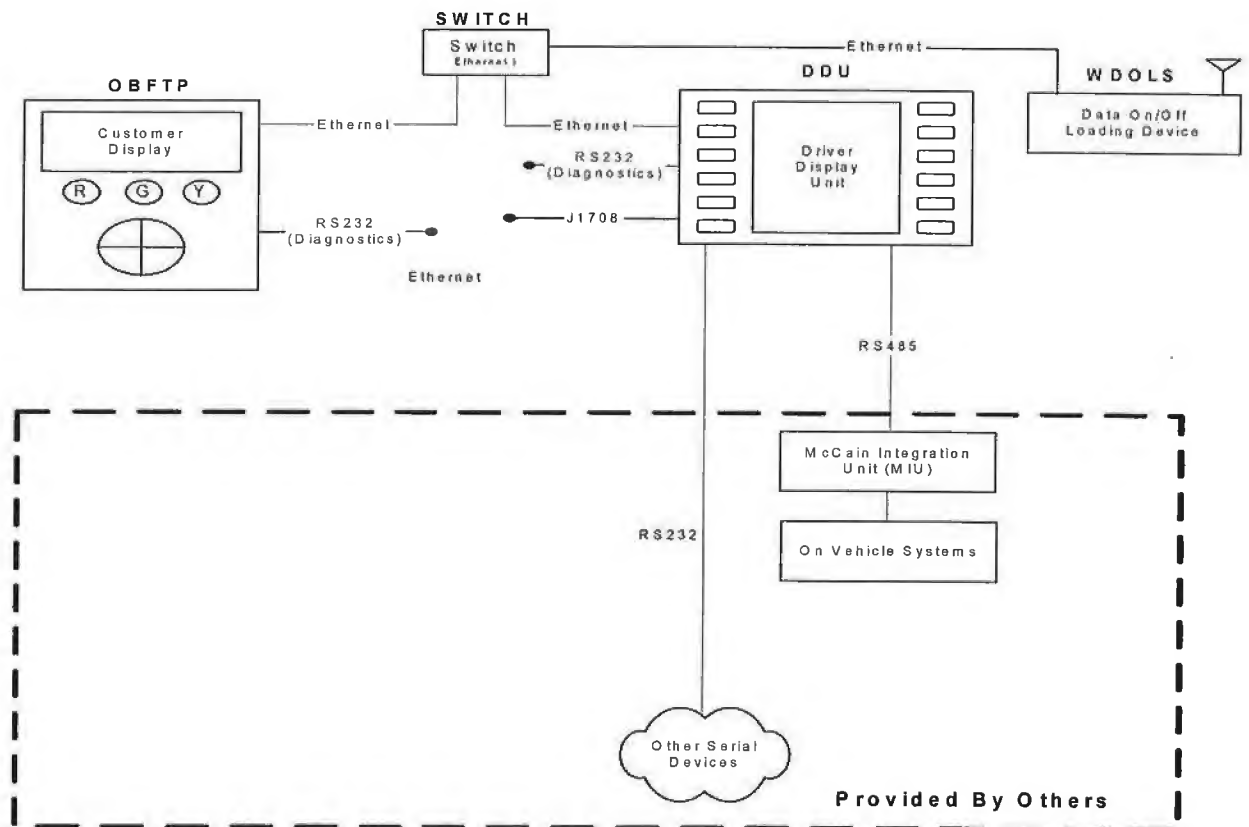 SWITCH
Switch
Ethernet)
Ethernet
DDU
WDOLS
OBFTP
Customer
Display
Ethernet
Ethernet
Data On/Off
Loading Device
Driver
Display
Unit
RS232
(Diagnostics)
R G Y
J1708
RS232
(Diagnostics)
Ethernet
RS485
McCain Integration
Unit (MIU)
RS232
On Vehicle Systems
Other Serial
Devices
Provided By Others